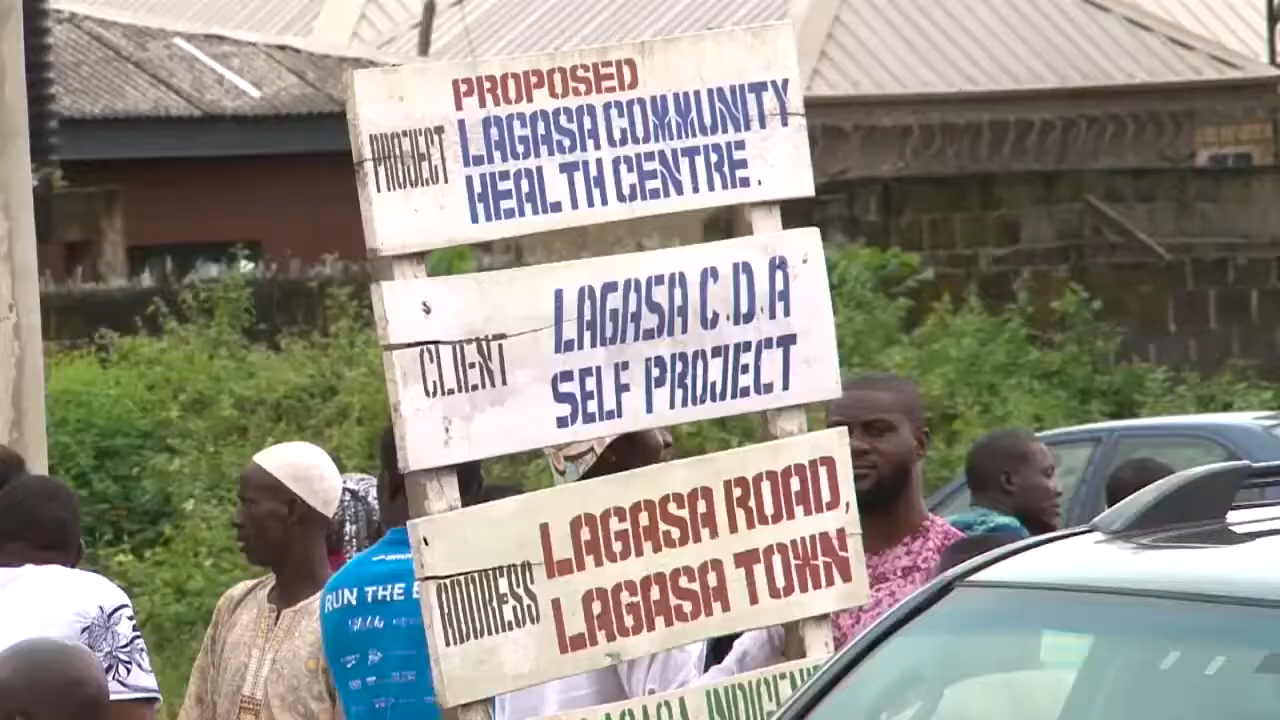 PROPOSED
PROJECT LAGASA COMMUNITY
HEALTH CENTRE.
CLIENT LAGASA C.D.A
SELF PROJECT
ADDRESS LAGASA ROAD,
LAGASA TOWN
RUN THE